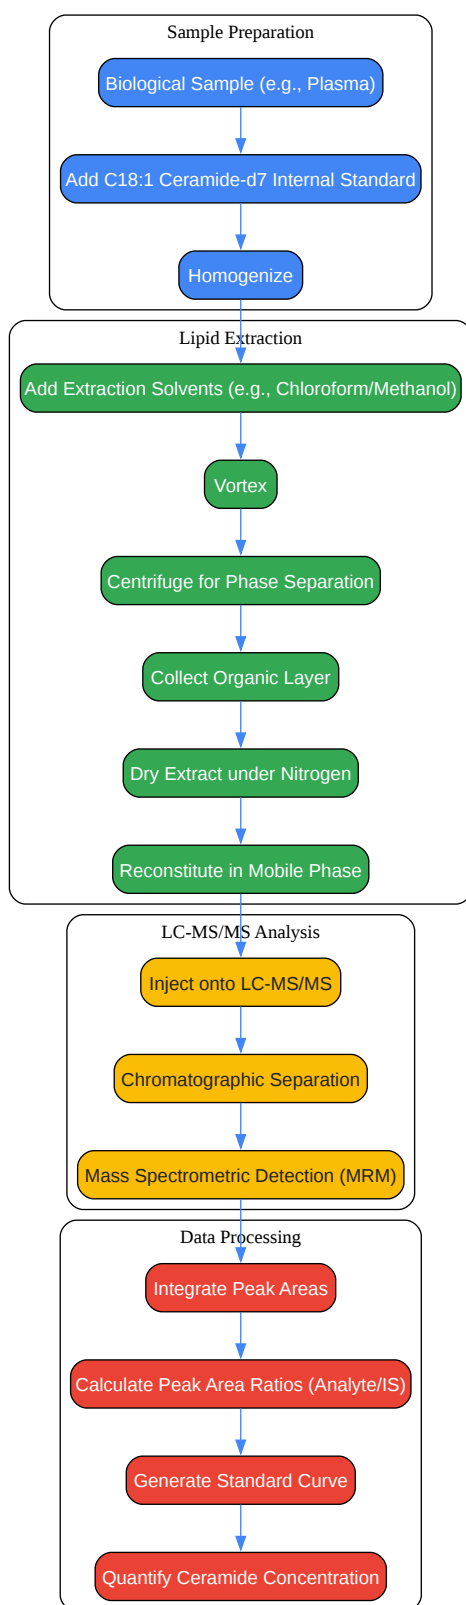 Sample Preparation
Biological Sample (e.g., Plasma)
Add C18:1 Ceramide-d7 Internal Standard
Homogenize
Lipid Extraction
Add Extraction Solvents (e.g., Chloroform/Methanol)
Vortex
Centrifuge for Phase Separation
Collect Organic Layer
Dry Extract under Nitrogen
Reconstitute in Mobile Phase
LC-MS/MS Analysis
Inject onto LC-MS/MS
Chromatographic Separation
Mass Spectrometric Detection (MRM)
Data Processing
Integrate Peak Areas
Calculate Peak Area Ratios (Analyte/IS)
Generate Standard Curve
Quantify Ceramide Concentration